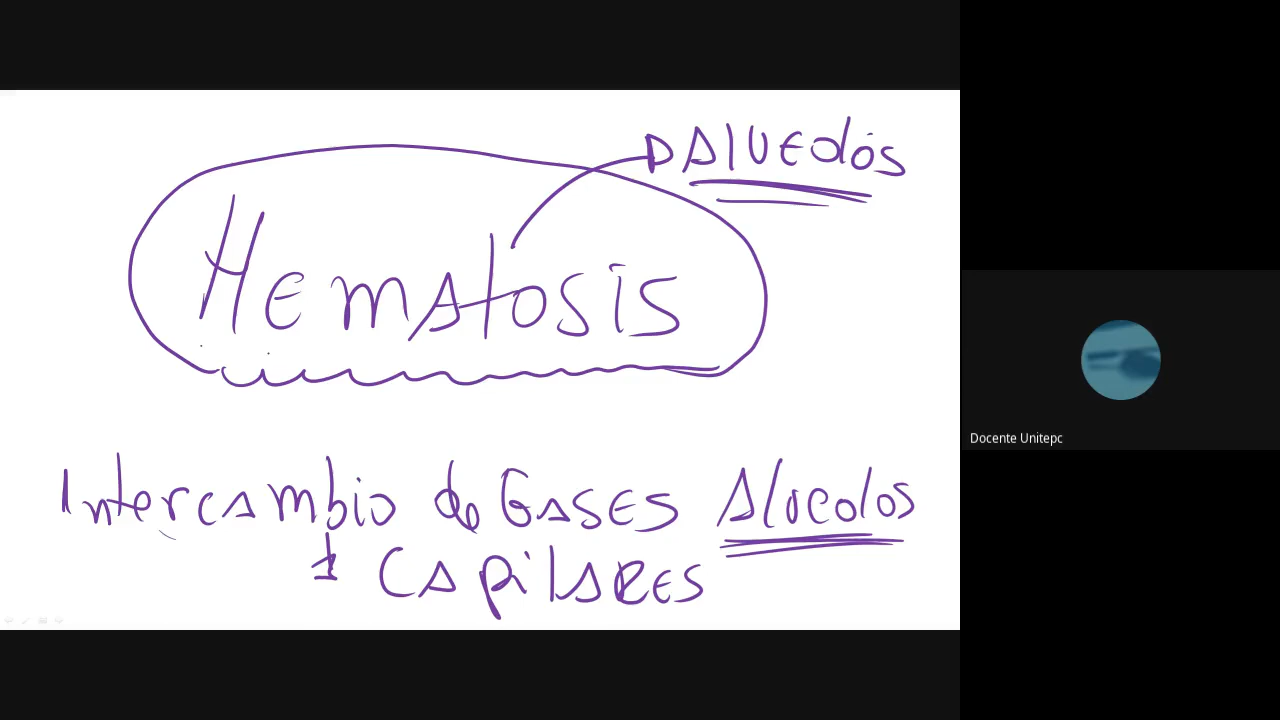 Alveolos
Hematosis
Intercambio de Gases Alveolos
y Capilares
Docente Unitepc